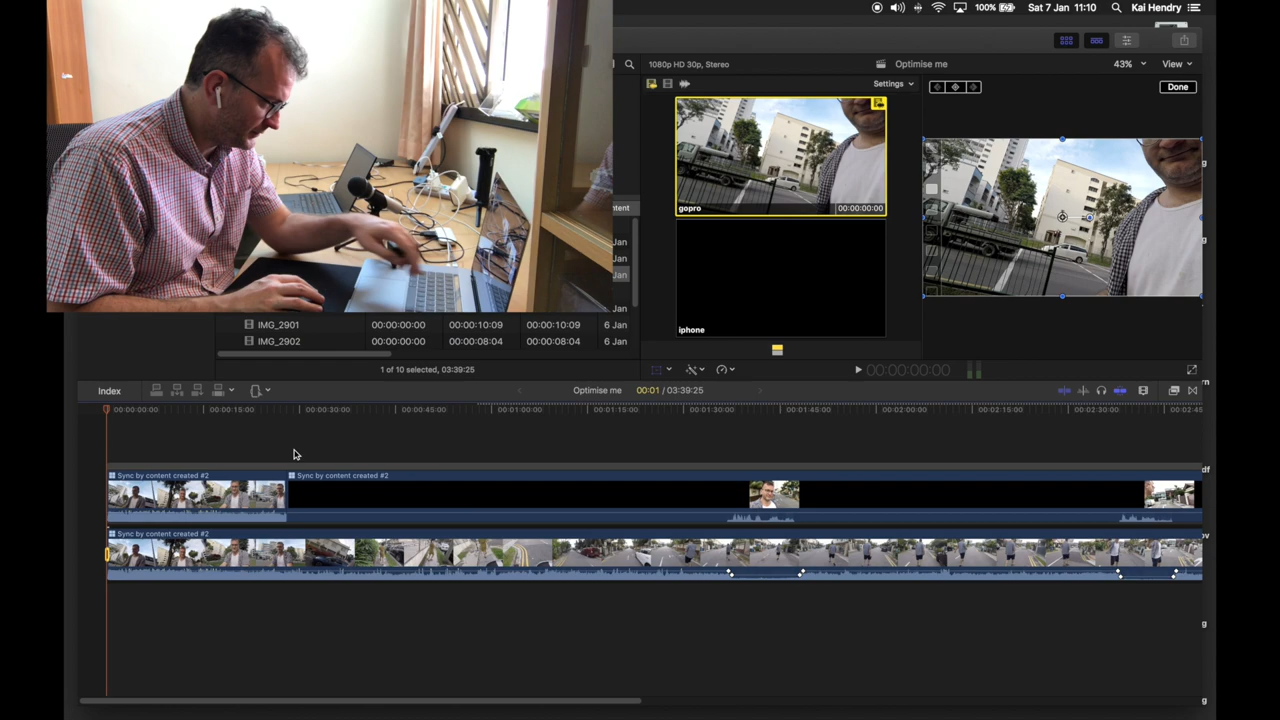 100%
Sat 7 Jan 11:10
Kai Hendry
1080p HD 30p, Stereo
Optimise me
43%
View
Settings
Done
gopro
00:00:00:00
iphone
Jan
Jan
Jan
Jan
IMG_2901 00:00:00:00 00:00:10:09 00:00:10:09 6 Jan
IMG_2902 00:00:00:00 00:00:08:04 00:00:08:04 6 Jan
1 of 10 selected, 03:39:25
00:00:00:00
Index
Optimise me
00:01 / 03:39:25
00:00:00:00 00:00:15:00 00:00:30:00 00:00:45:00 00:01:00:00 00:01:15:00 00:01:30:00 00:01:45:00 00:02:00:00 00:02:15:00 00:02:30:00 00:02:45
Sync by content created #2
Sync by content created #2
Sync by content created #2